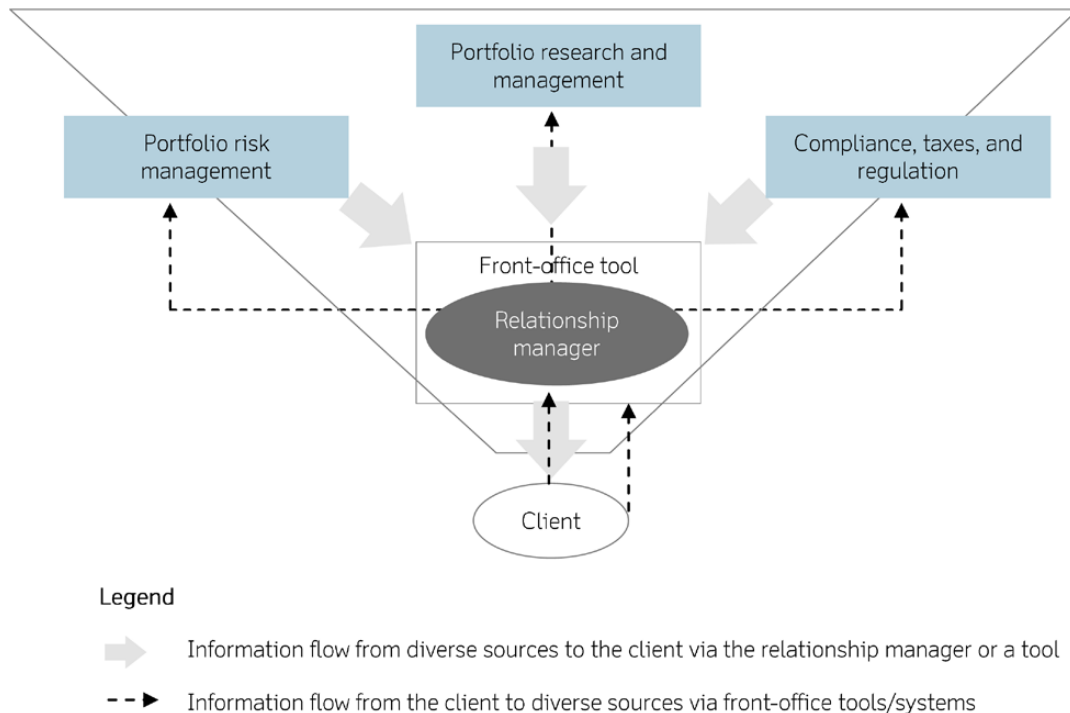 Portfolio research and
management
Portfolio risk
management
Compliance, taxes, and
regulation
Front-office tool
Relationship
manager
Client
Legend
Information flow from diverse sources to the client via the relationship manager or a tool
Information flow from the client to diverse sources via front-office tools/systems